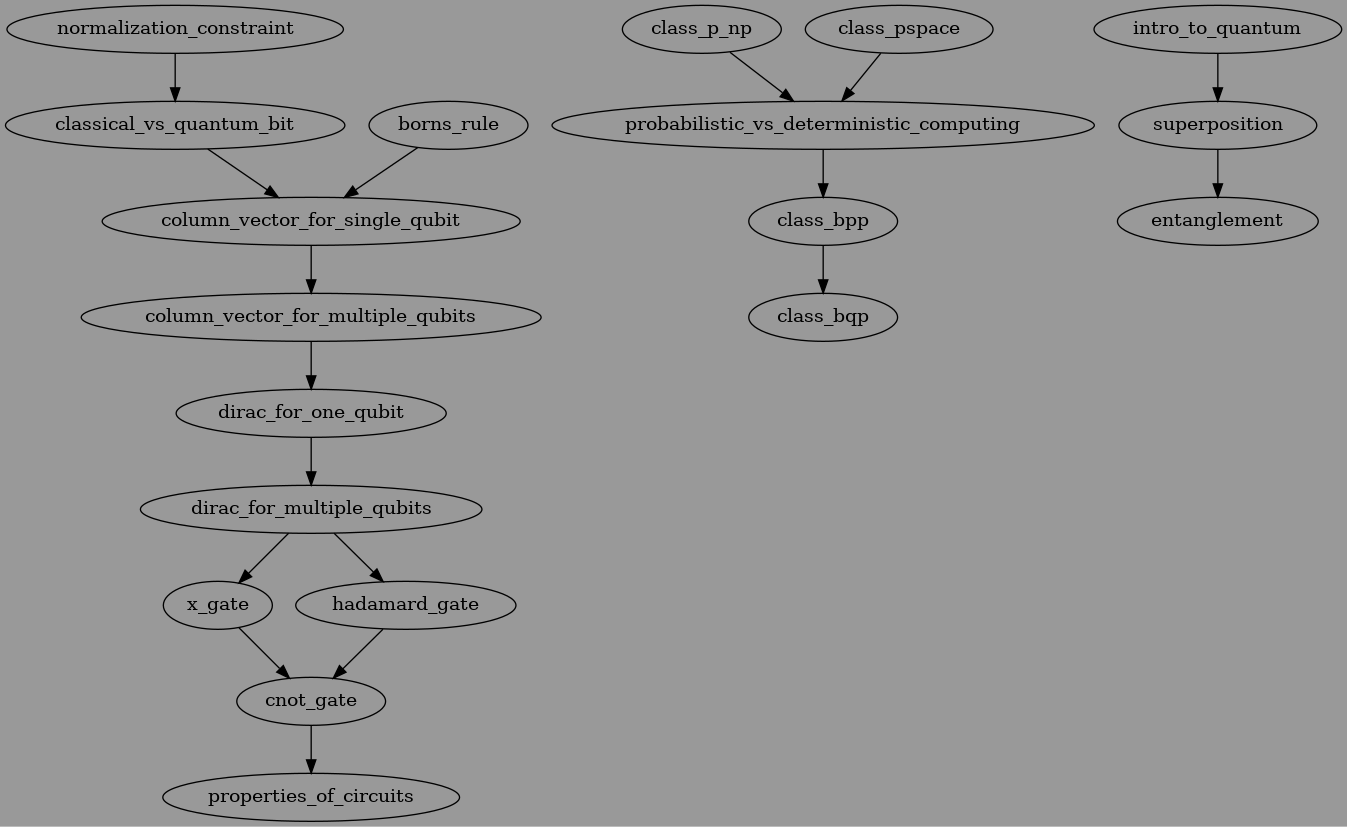 normalization_constraint
class_p_np
class_pspace
intro_to_quantum
classical_vs_quantum_bit
borns_rule
probabilistic_vs_deterministic_computing
superposition
column_vector_for_single_qubit
class_bpp
entanglement
column_vector_for_multiple_qubits
class_bqp
dirac_for_one_qubit
dirac_for_multiple_qubits
x_gate
hadamard_gate
cnot_gate
properties_of_circuits